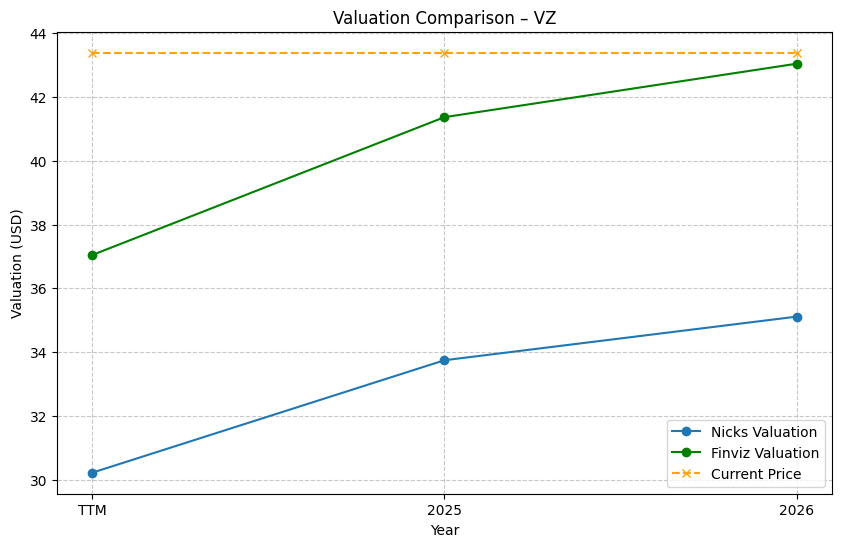 Valuation Comparison – VZ
Valuation (USD)
44
42
40
38
36
34
32
30
TTM
2025
2026
Year
Nicks Valuation
Finviz Valuation
Current Price